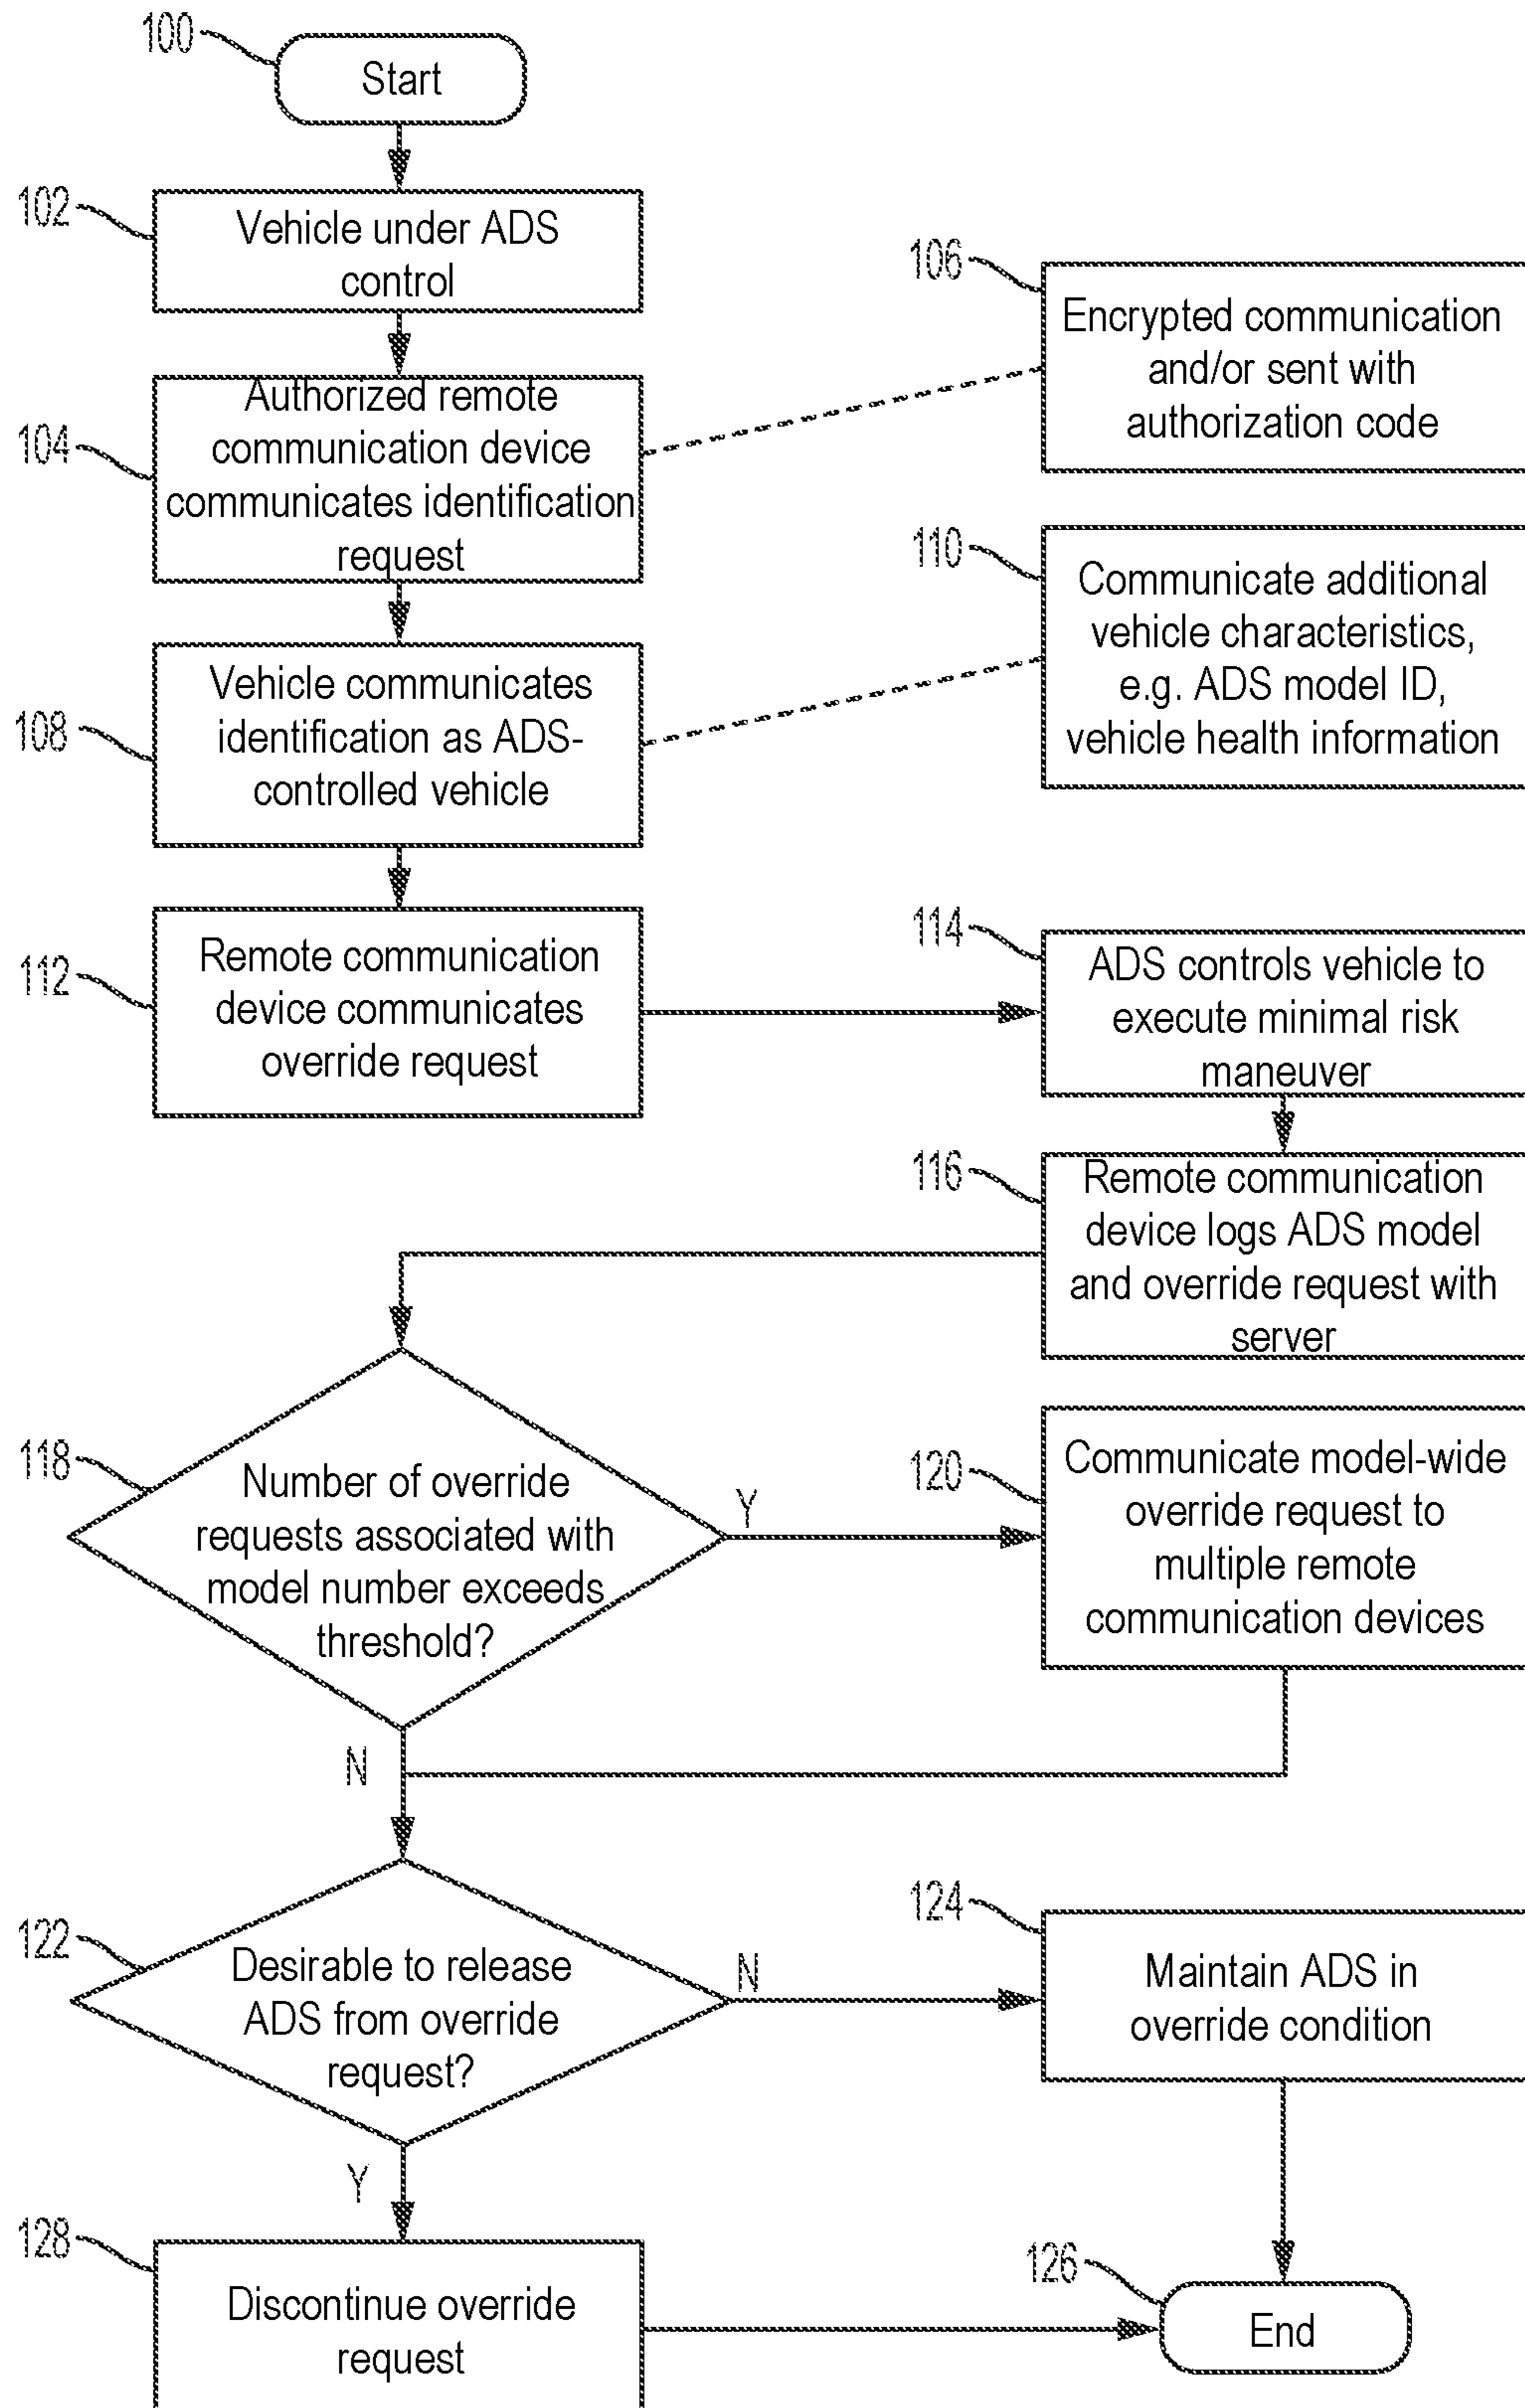 100
Start
102
Vehicle under ADS
control
106
Encrypted communication
and/or sent with
authorization code
104
Authorized remote
communication device
communicates identification
request
110
Communicate additional
vehicle characteristics,
e.g. ADS model ID,
vehicle health information
108
Vehicle communicates
identification as ADS-
controlled vehicle
112
Remote communication
device communicates
override request
114
ADS controls vehicle to
execute minimal risk
maneuver
116
Remote communication
device logs ADS model
and override request with
server
118
Number of override
requests associated with
model number exceeds
threshold?
Y
N
120
Communicate model-wide
override request to
multiple remote
communication devices
122
Desirable to release
ADS from override
request?
N
Y
124
Maintain ADS in
override condition
128
Discontinue override
request
126
End